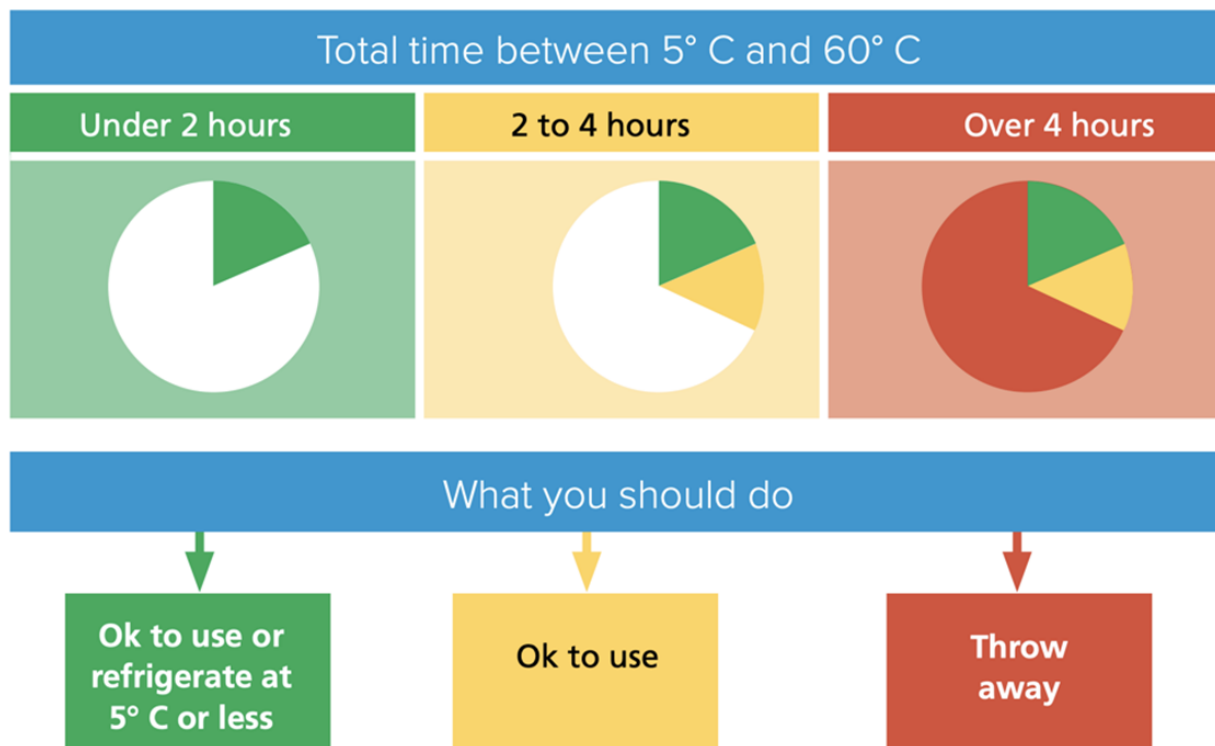 Total time between 5° C and 60° C
Under 2 hours
2 to 4 hours
Over 4 hours
What you should do
Ok to use or
refrigerate at
5° C or less
Ok to use
Throw
away